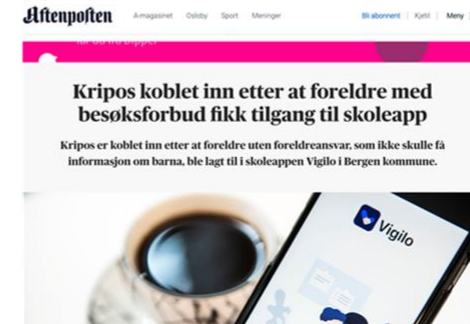 Aftenposten
A-magasinet Osloby Sport Meninger Bli abonnent Kjetil Meny
Kripos koblet inn etter at foreldre med
besøksforbud fikk tilgang til skoleapp
Kripos er koblet inn etter at foreldre uten foreldreansvar, som ikke skulle få
informasjon om barna, ble lagt til i skoleappen Vigilo i Bergen kommune.
Vigilo